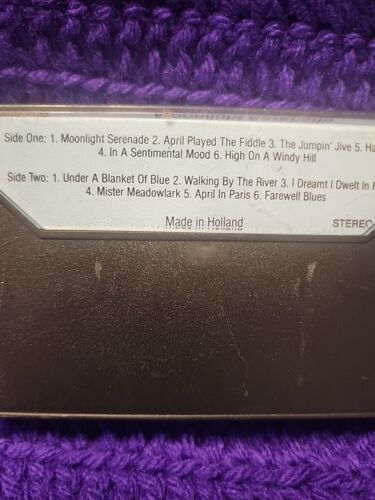 Side One: 1. Moonlight Serenade 2. April Played The Fiddle 3. The Jumpin' Jive 5. Ha
4. In A Sentimental Mood 6. High On A Windy Hill
Side Two: 1. Under A Blanket Of Blue 2. Walking By The River 3. I Dreamt I Dwelt In H
4. Mister Meadowlark 5. April In Paris 6. Farewell Blues
Made in Holland
STEREO